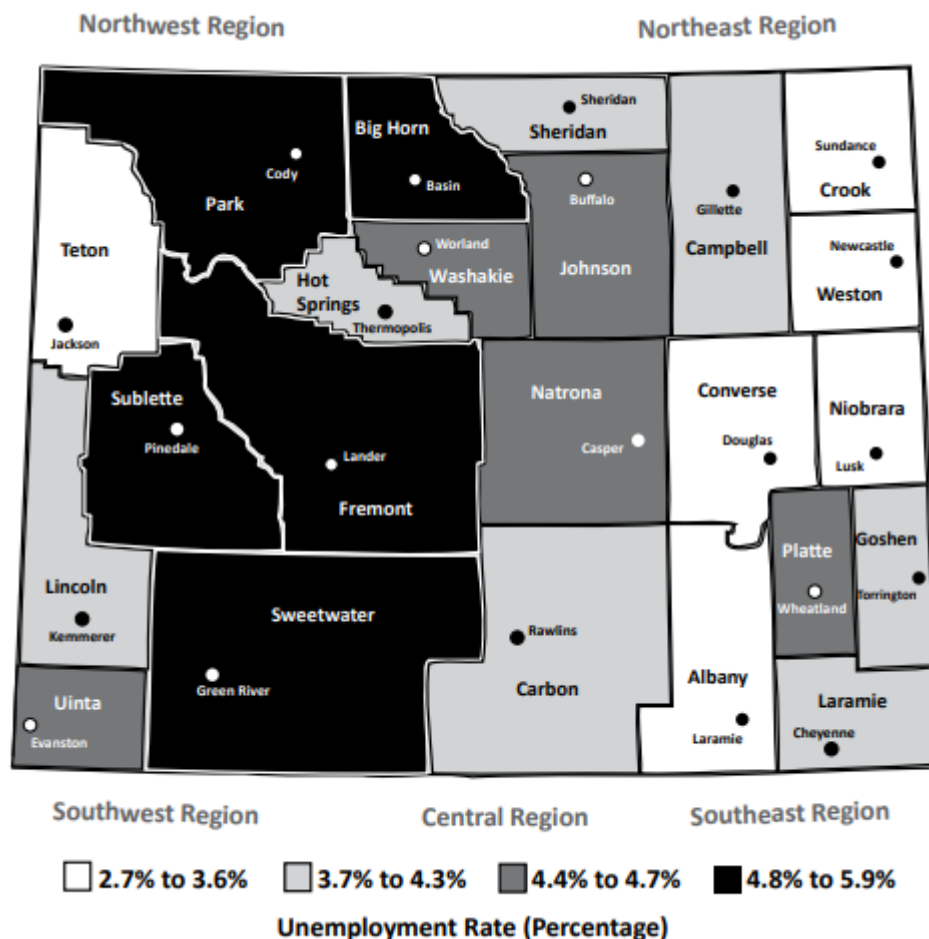 Northwest Region
Northeast Region
Sheridan
Sheridan
Big Horn
Basin
Cody
Park
Buffalo
Johnson
Gillette
Campbell
Sundance
Crook
Newcastle
Weston
Teton
Jackson
Worland
Washakie
Hot
Springs
Thermopolis
Sublette
Pinedale
Lander
Fremont
Natrona
Casper
Converse
Douglas
Niobrara
Lusk
Lincoln
Kemmerer
Sweetwater
Green River
Uinta
Evanston
Rawlins
Carbon
Albany
Laramie
Platte
Wheatland
Goshen
Torrington
Laramie
Cheyenne
Southwest Region
Central Region
Southeast Region
2.7% to 3.6%
3.7% to 4.3%
4.4% to 4.7%
4.8% to 5.9%
Unemployment Rate (Percentage)